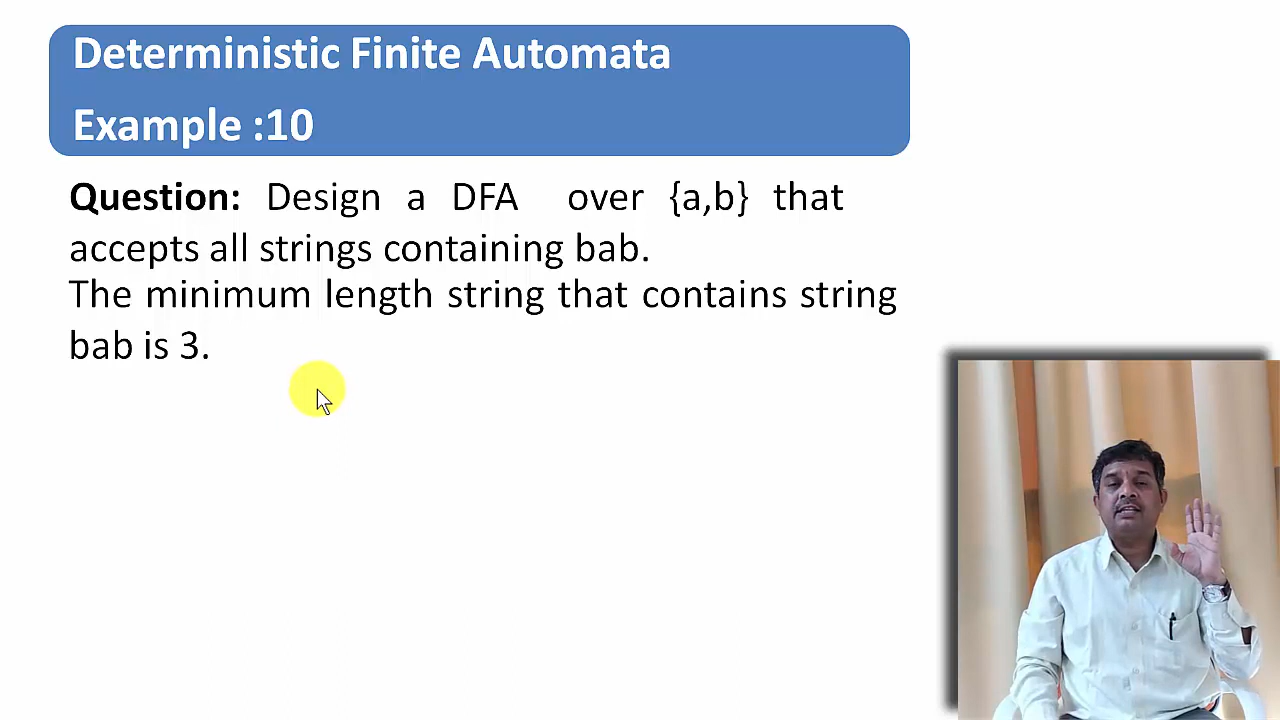 Deterministic Finite Automata
Example :10
Question: Design a DFA over {a,b} that
accepts all strings containing bab.
The minimum length string that contains string
bab is 3.